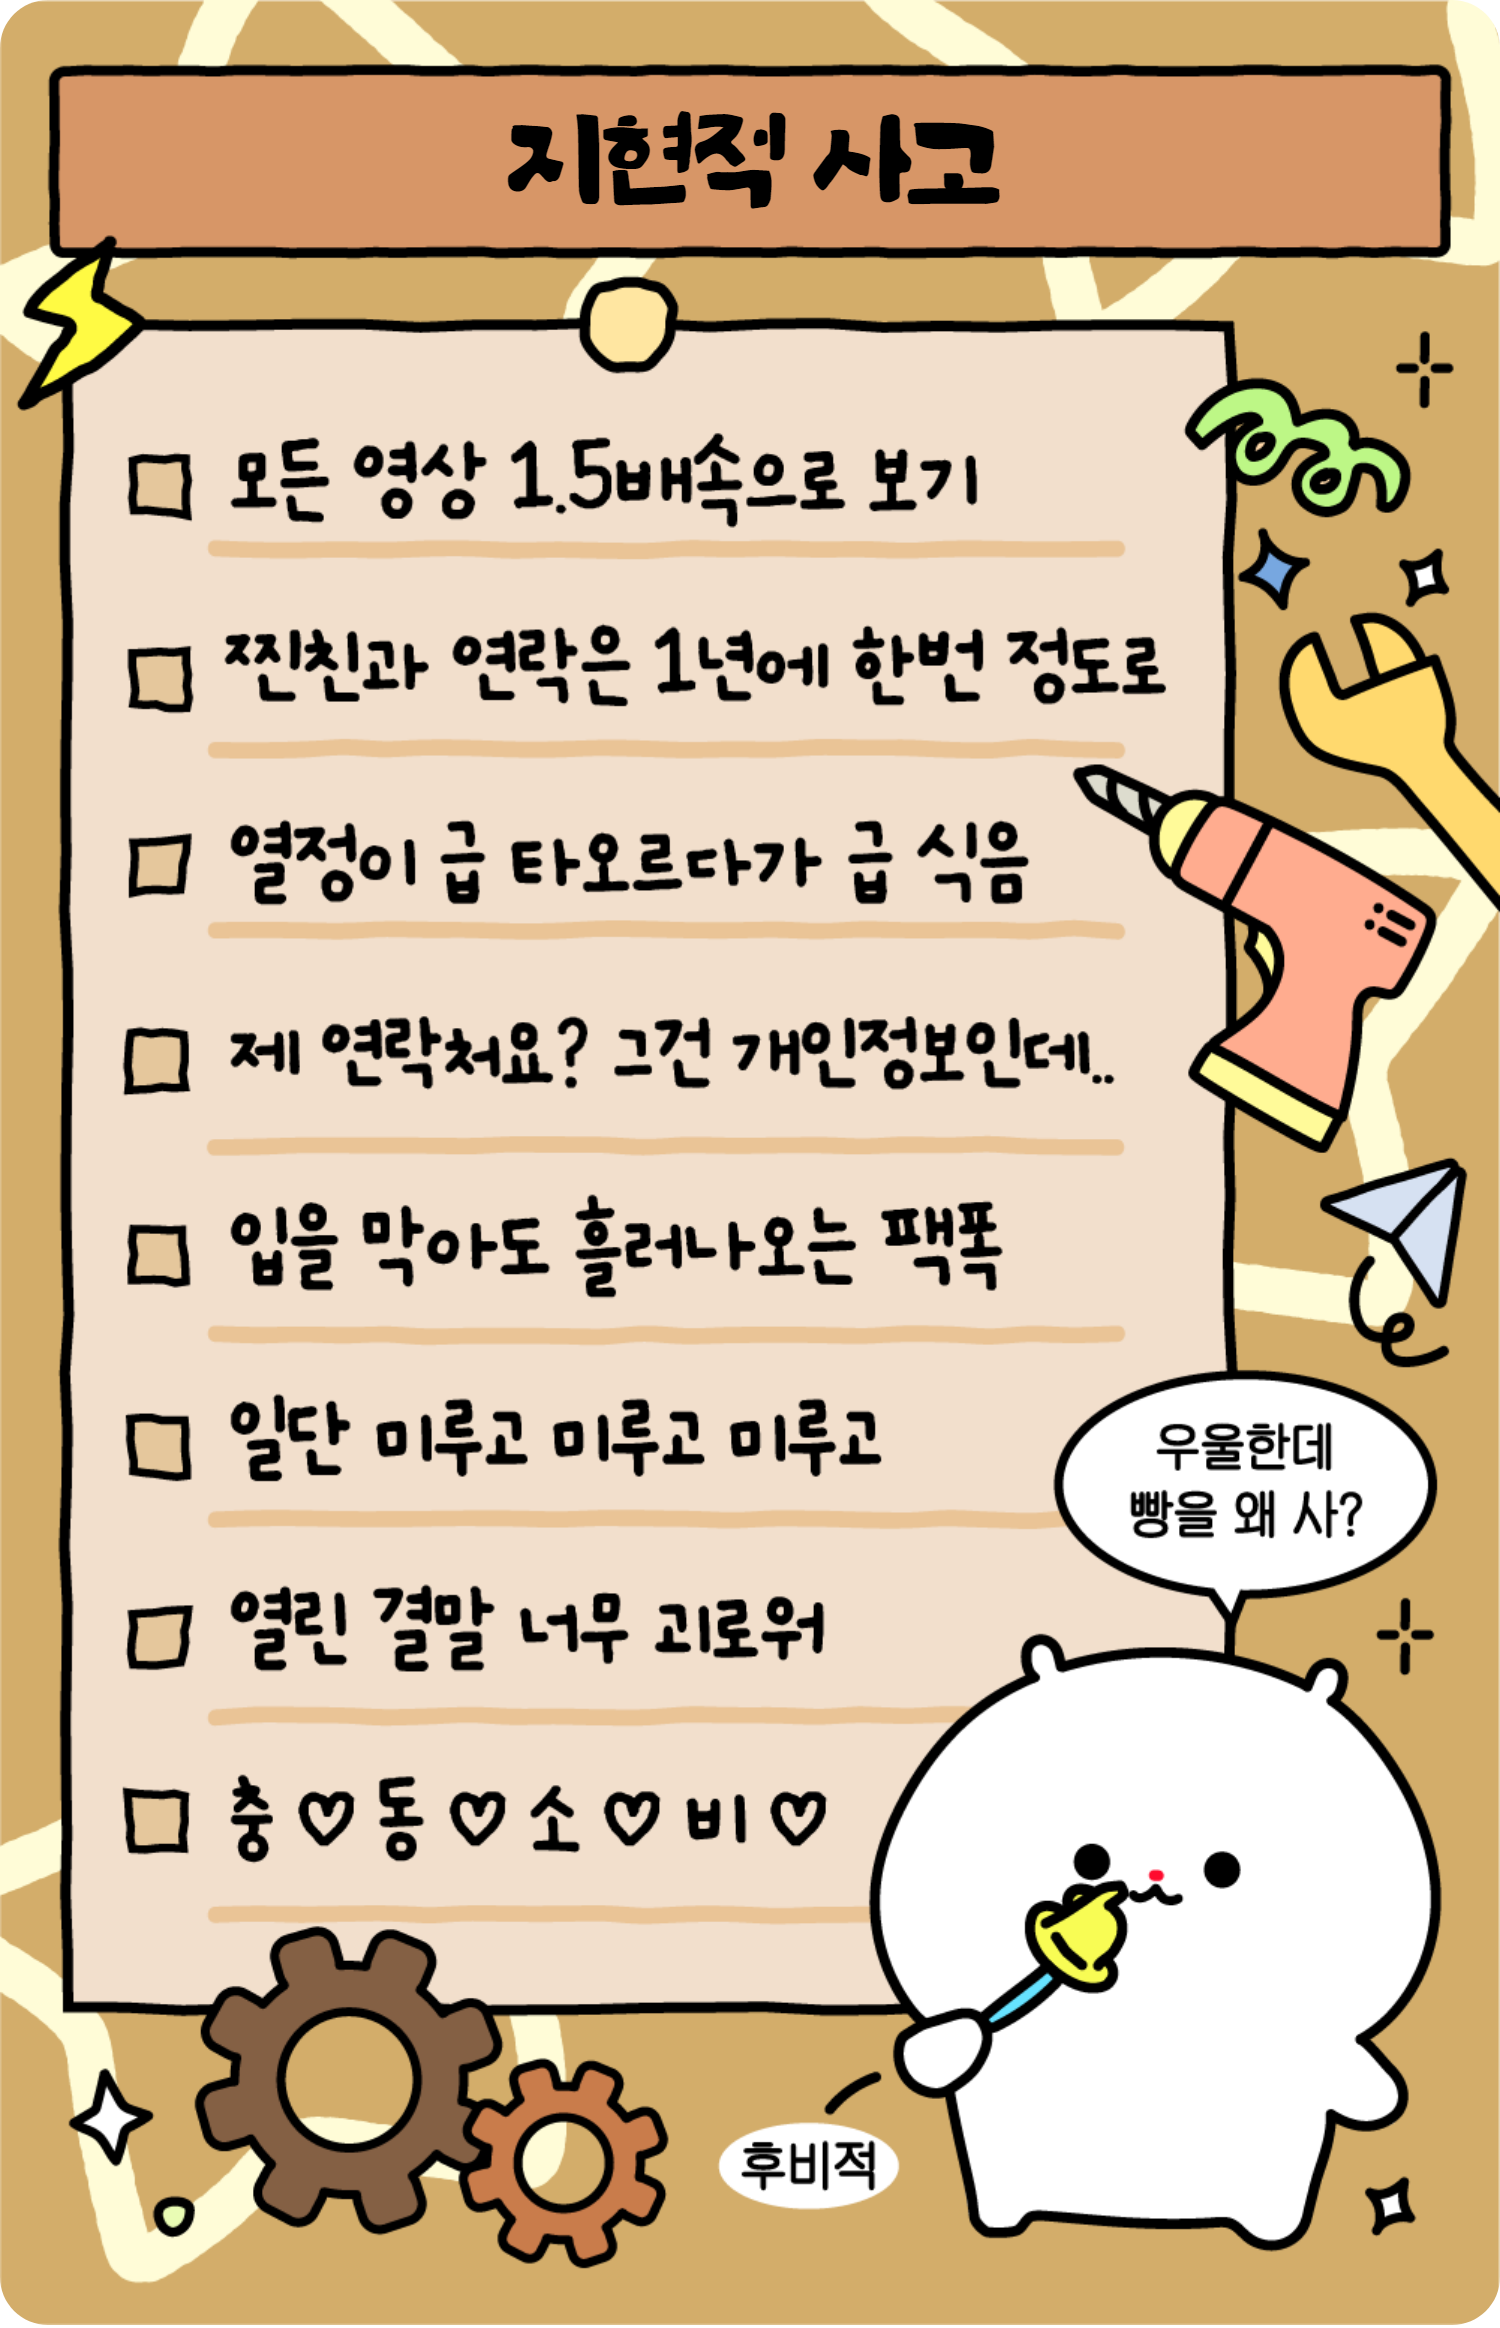 지현적 사고
모든 영상 1.5배속으로 보기
찐친과 연락은 1년에 한번 정도로
열정이 급 타오르다가 급 식음
제 연락처요? 그건 개인정보인데..
입을 막아도 흘러나오는 팩폭
일단 미루고 미루고 미루고
열린 결말 너무 괴로워
충♡동♡소♡비♡
우울한데
빵을 왜 사?
후비적